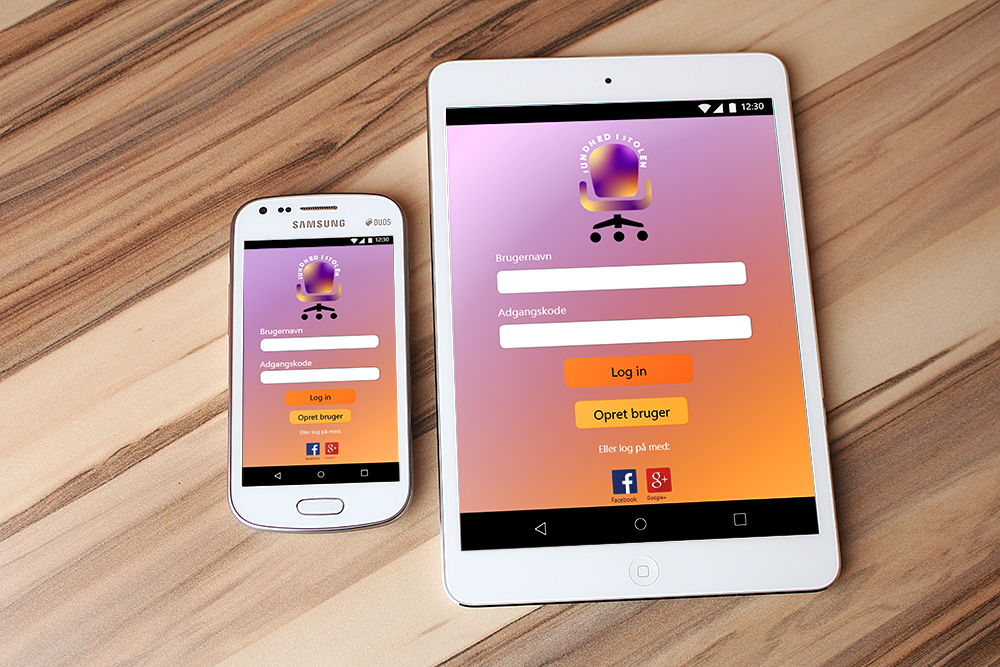 SAMSUNG
DUOS
12:30
SUNDHED I STOLEN
Brugernavn
Adgangskode
Log in
Opret bruger
Eller log på med:
f
g+
Facebook
Google+
12:30
SUNDHED I STOLEN
Brugernavn
Adgangskode
Log in
Opret bruger
Eller log på med:
f
g+
Facebook
Google+